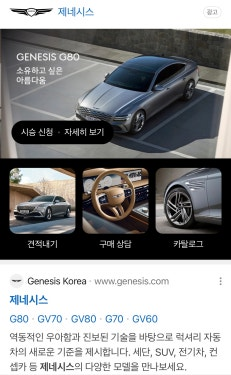 제네시스
광고
GENESIS G80
소유하고 싶은
아름다움
시승 신청 · 자세히 보기
견적내기
구매 상담
카탈로그
Genesis Korea · www.genesis.com
제네시스
G80 · GV70 · GV80 · G70 · GV60
역동적인 우아함과 진보된 기술을 바탕으로 럭셔리 자동
차의 새로운 기준을 제시합니다. 세단, SUV, 전기차, 컨
셉카 등 제네시스의 다양한 모델을 만나보세요.